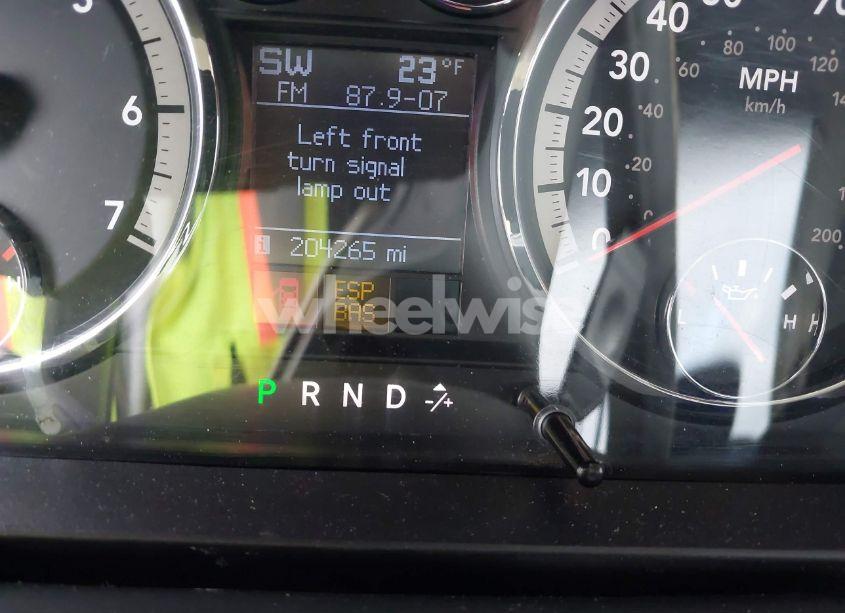 SW 23°F
FM 87.9-07
Left front
turn signal
lamp out
204265 mi
ESP
BAS
wheelwise
P R N D -/+
6
7
H
40
30
20
10
0
MPH
km/h
80
100
120
60
40
20
0
200
L
H H